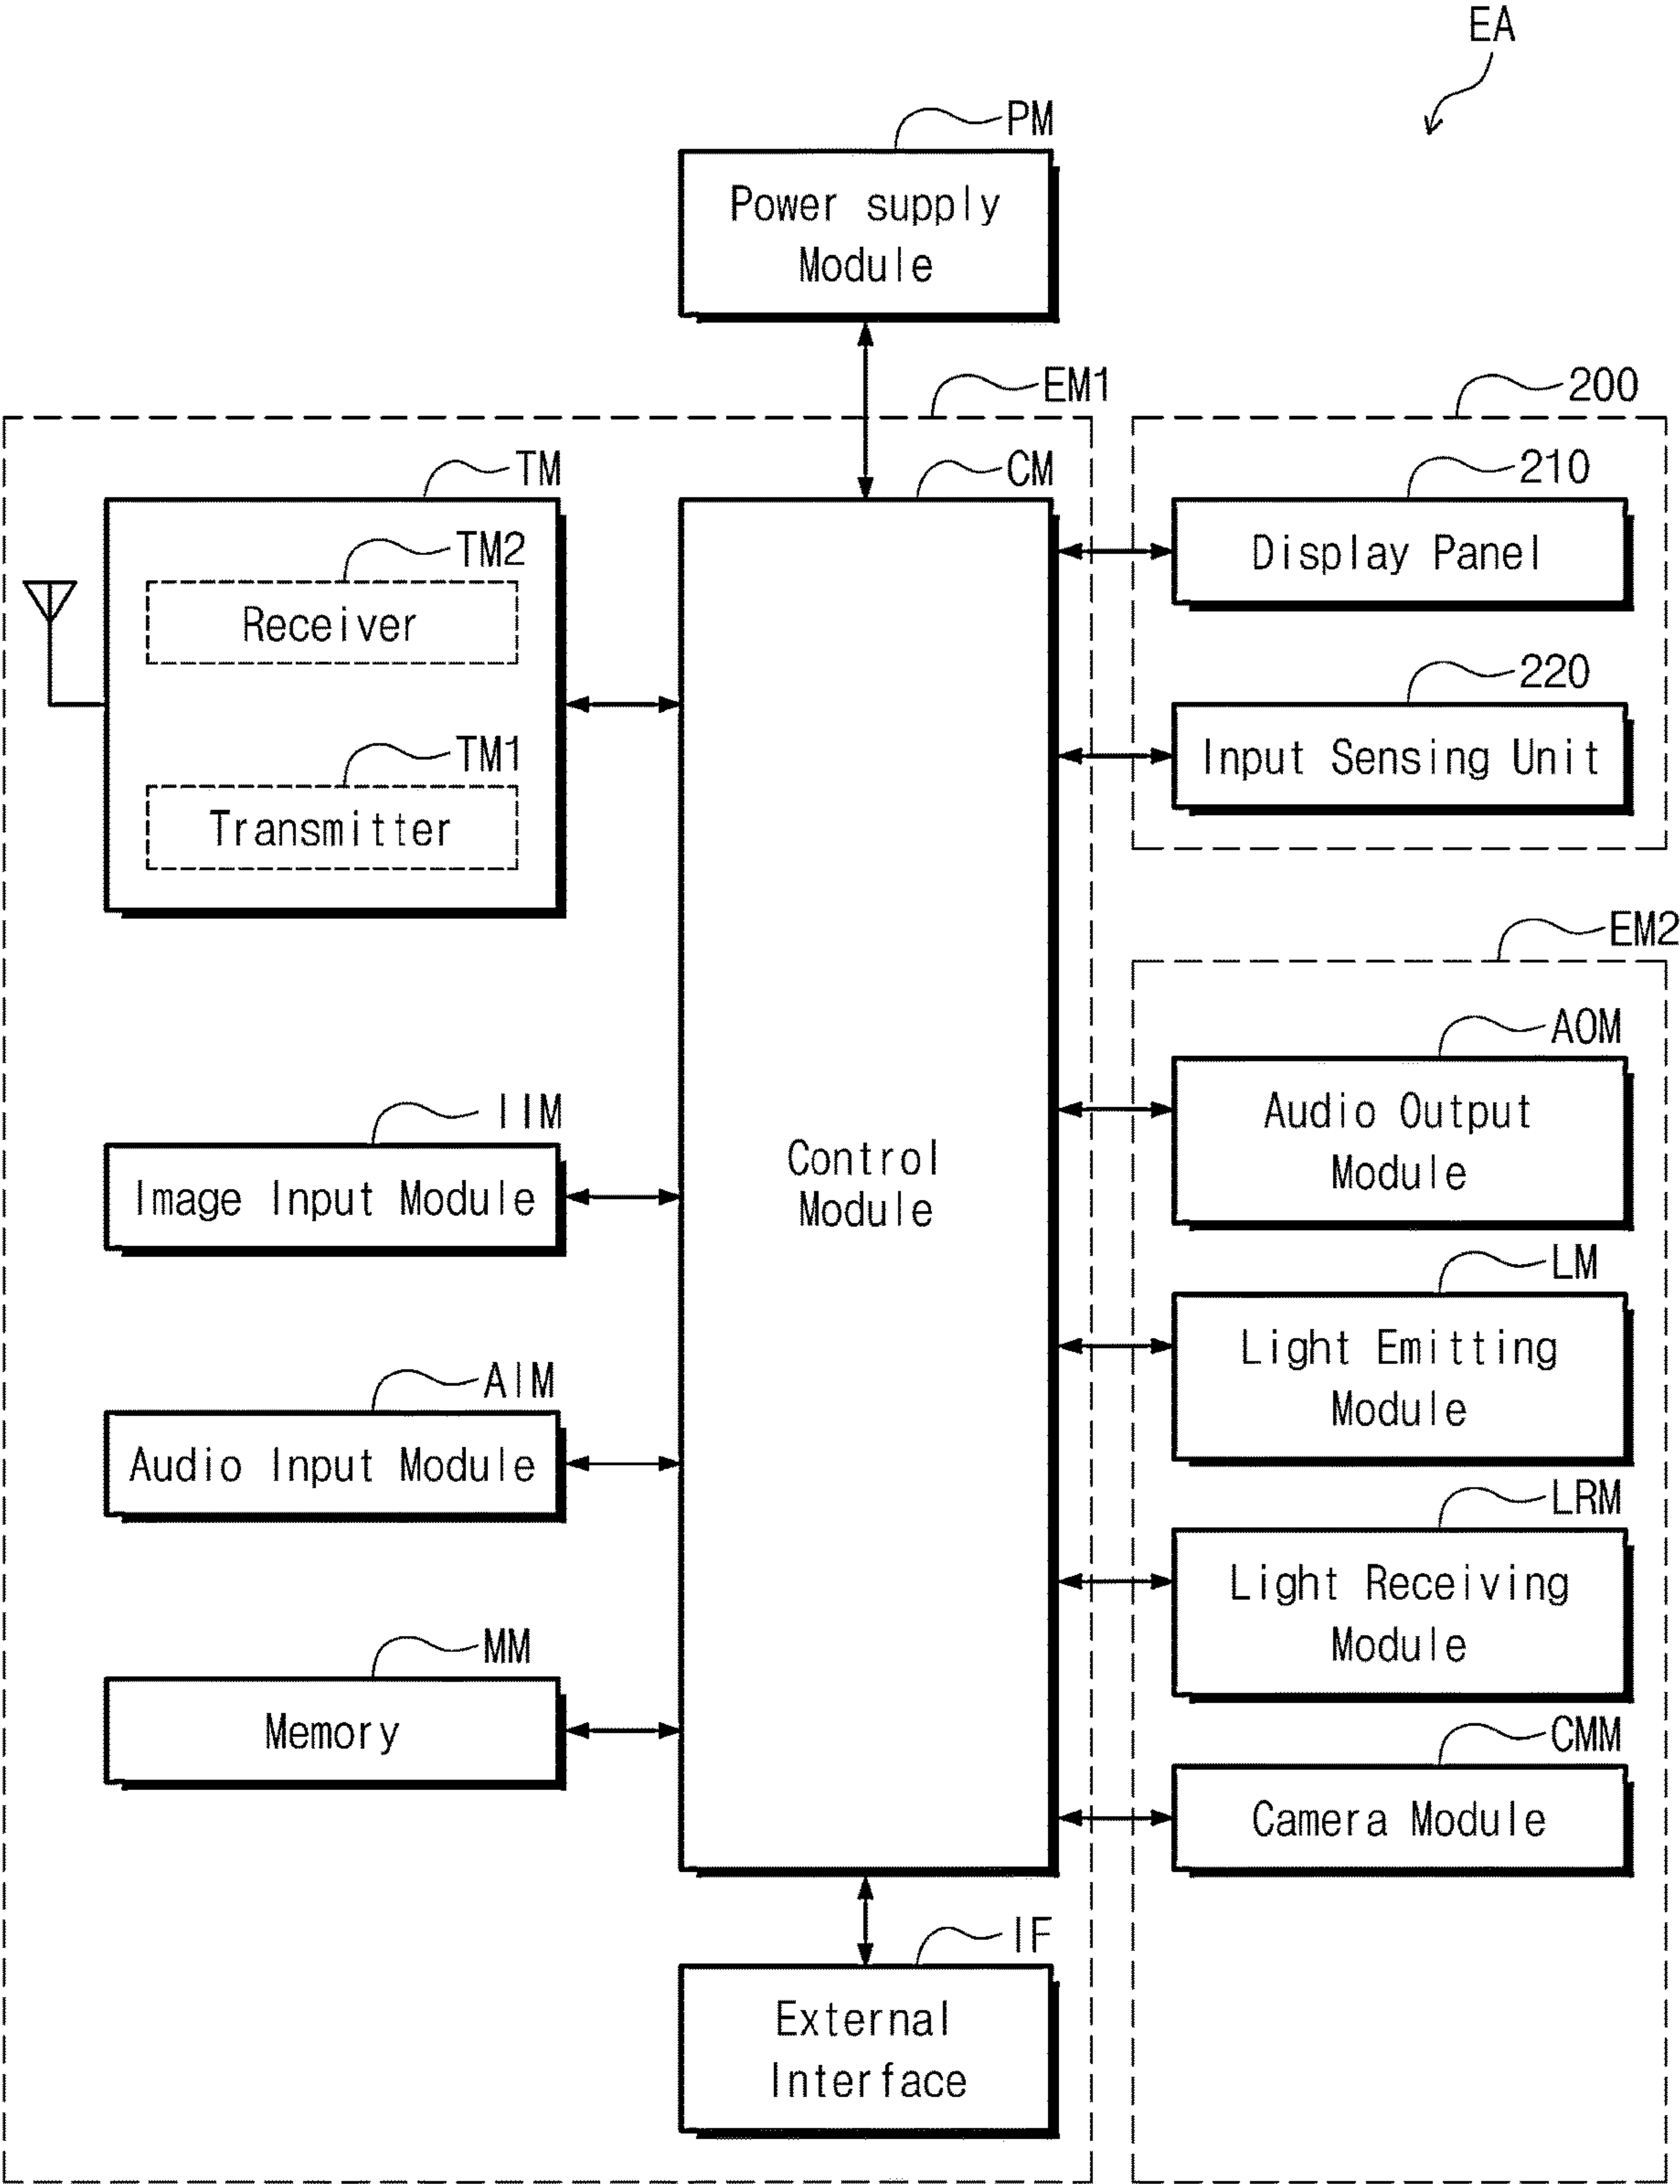 EA
PM
Power supply
Module
EM1
200
TM
CM
210
TM2
Display Panel
Receiver
220
TM1
Input Sensing Unit
Transmitter
EM2
AOM
Audio Output
Module
IIM
Image Input Module
Control
Module
LM
Light Emitting
Module
AIM
Audio Input Module
LRM
Light Receiving
Module
MM
Memory
CMM
Camera Module
IF
External
Interface